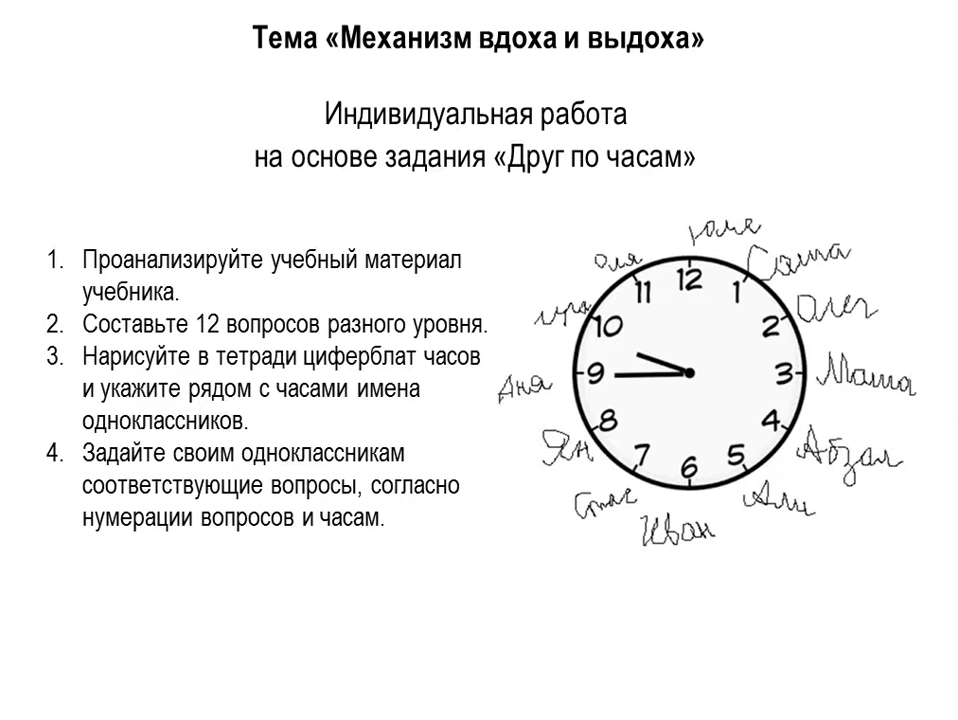 Тема «Механизм вдоха и выдоха»
Индивидуальная работа
на основе задания «Друг по часам»
1. Проанализируйте учебный материал
учебника.
2. Составьте 12 вопросов разного уровня.
3. Нарисуйте в тетради циферблат часов
и укажите рядом с часами имена
одноклассников.
4. Задайте своим одноклассникам
соответствующие вопросы, согласно
нумерации вопросов и часам.
12
1
2
3
4
5
6
7
8
9
10
11
Саша
Олег
Маша
Абзал
Али
Иван
Стас
Ян
Оля